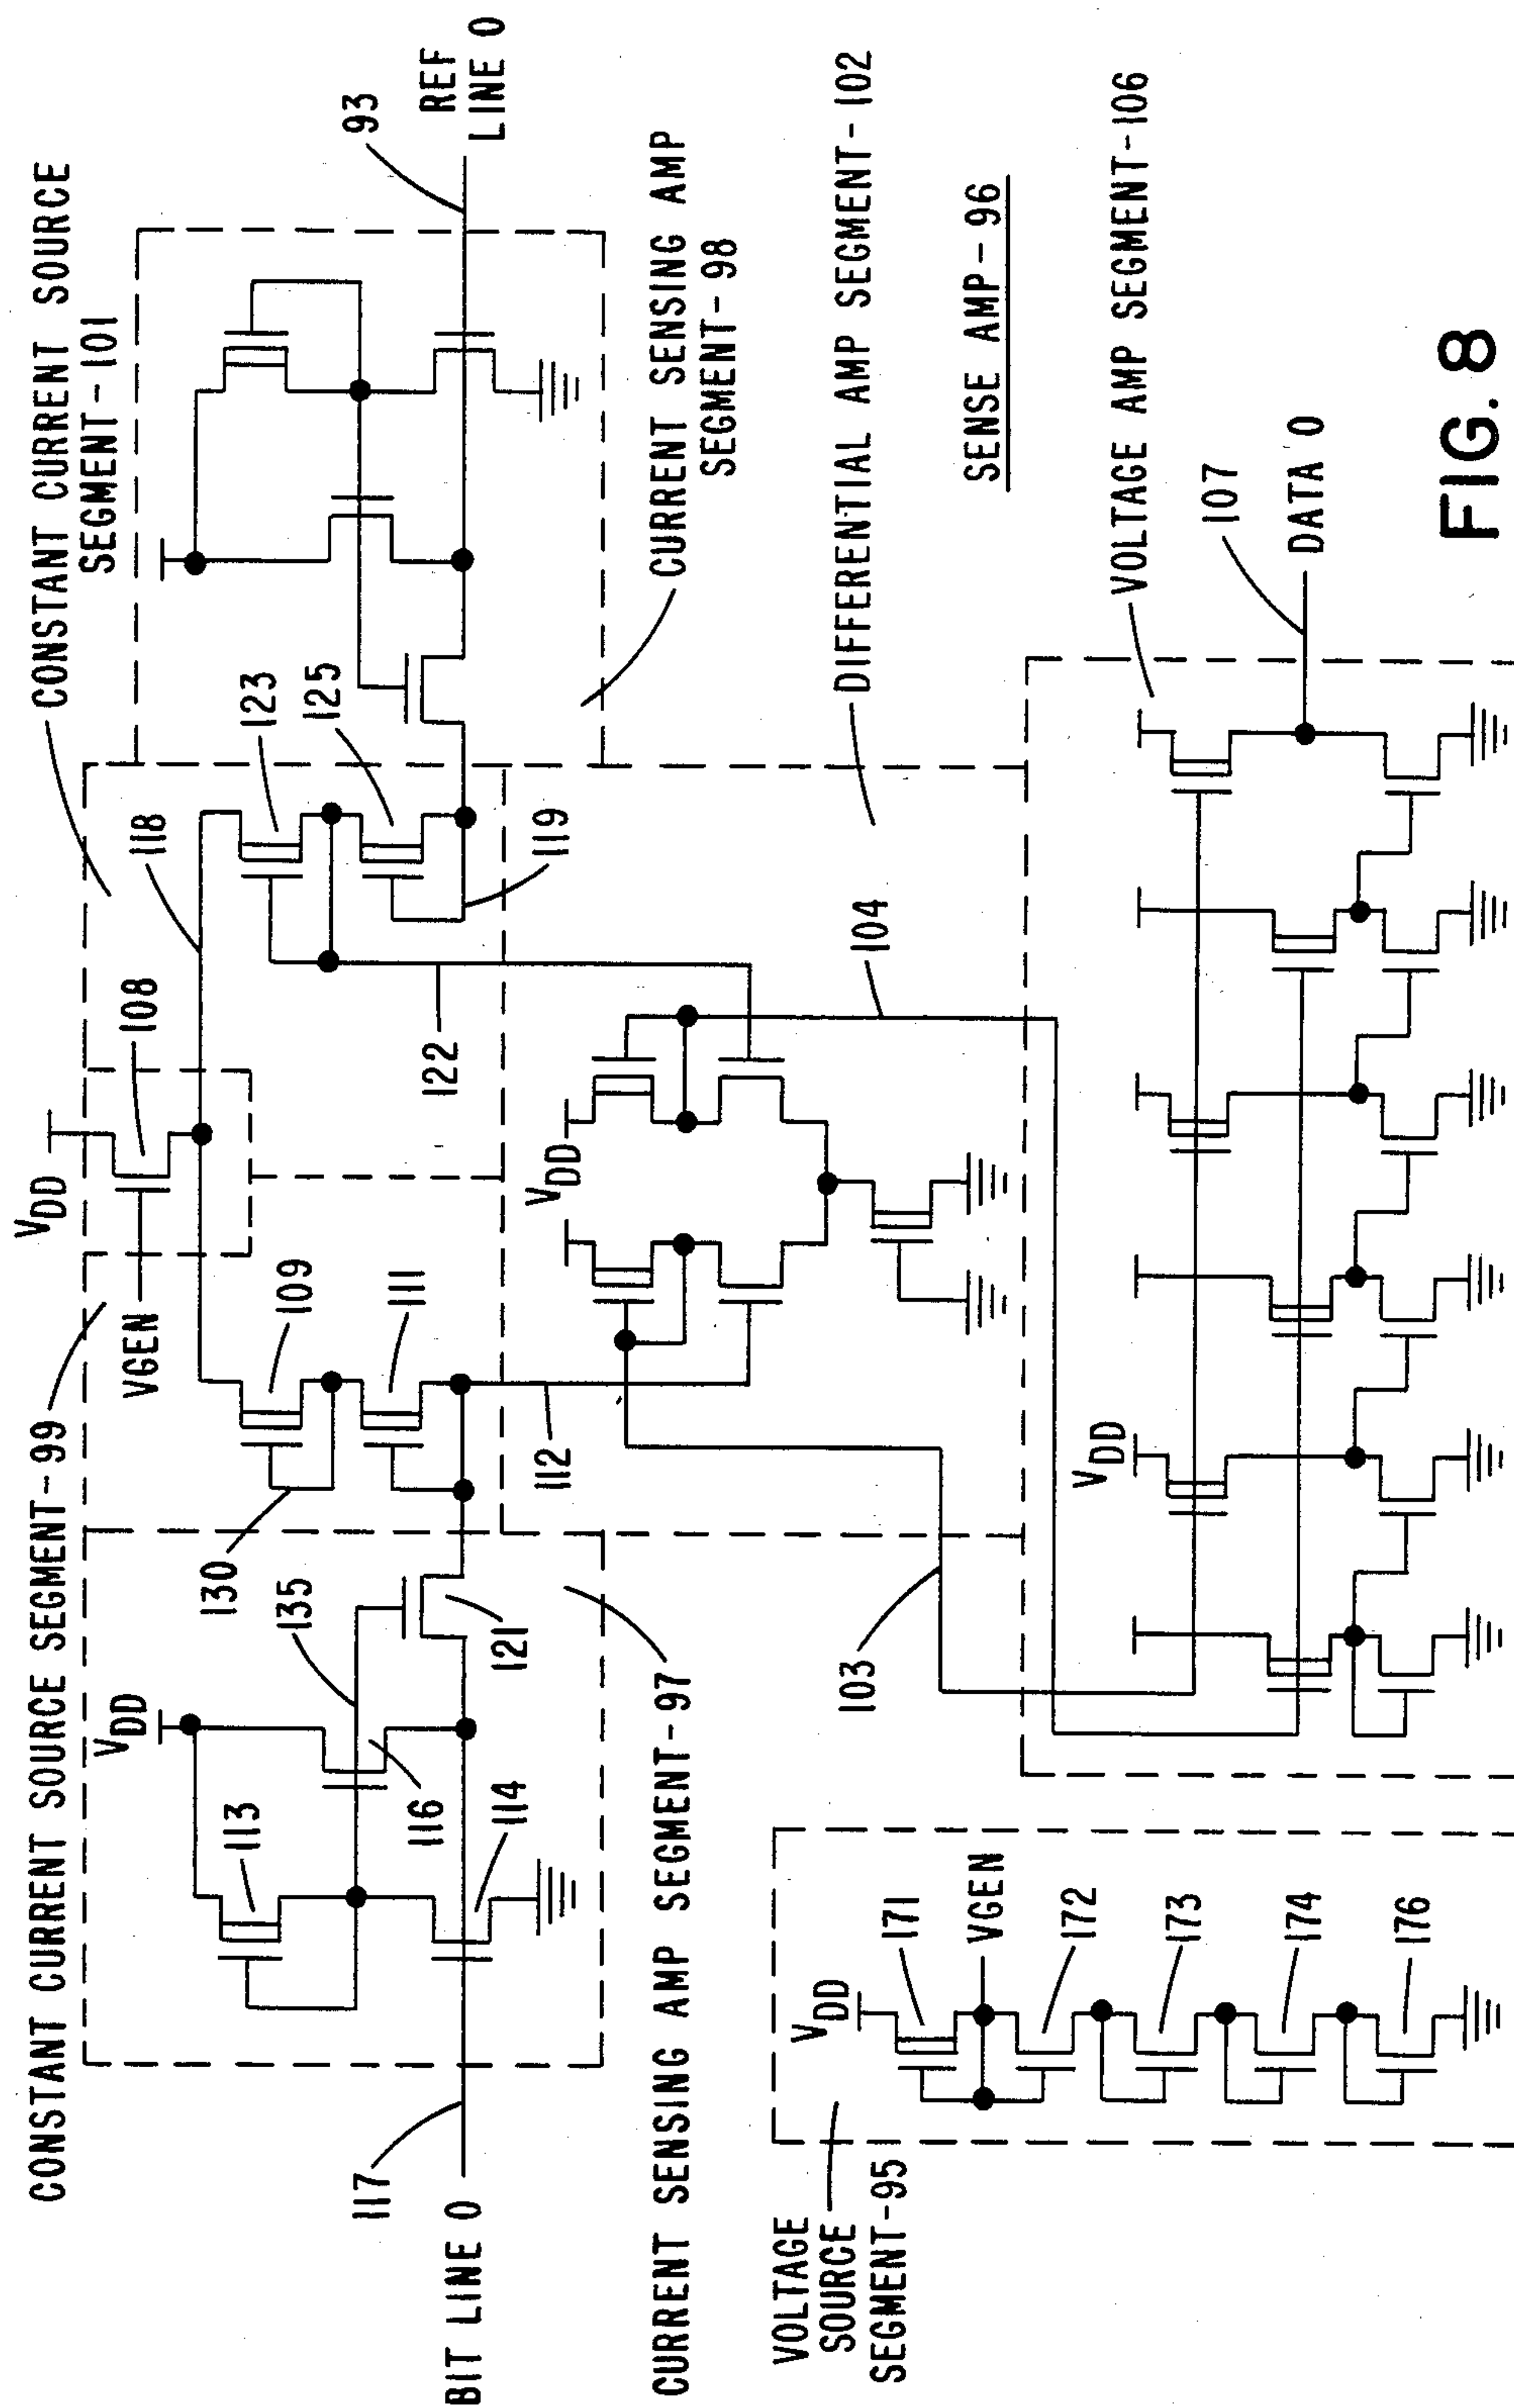 CONSTANT CURRENT SOURCE SEGMENT-99
CONSTANT CURRENT SOURCE
SEGMENT-101
VDD
VGEN
108
118
109
111
130
123
125
119
122
112
VDD
113
116
114
135
121
117
BIT LINE 0
93
REF
LINE 0
CURRENT SENSING AMP SEGMENT-97
CURRENT SENSING AMP
SEGMENT-98
VDD
104
103
DIFFERENTIAL AMP SEGMENT-102
SENSE AMP-96
VOLTAGE AMP SEGMENT-106
VDD
107
DATA 0
VOLTAGE
SOURCE
SEGMENT-95
VDD
171
VGEN
172
173
174
176
FIG. 8